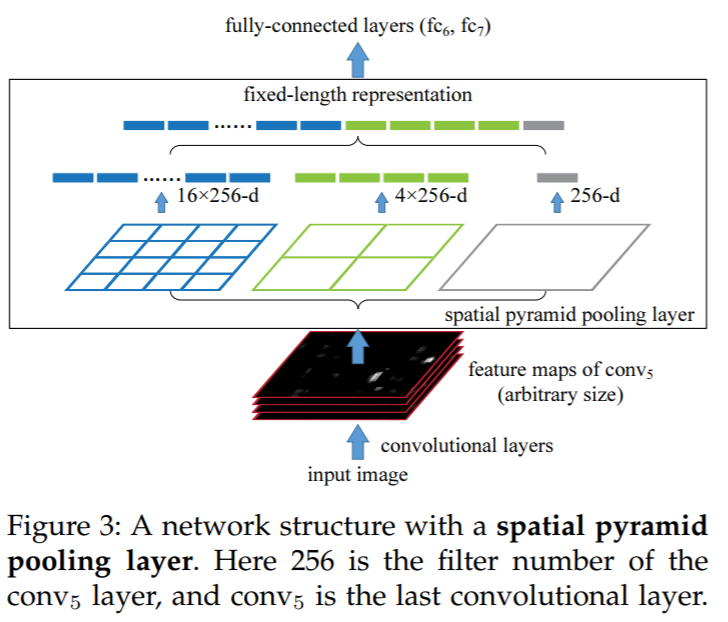 fully-connected layers (fc₆, fc₇)
fixed-length representation
......
......
16×256-d
4×256-d
256-d
spatial pyramid pooling layer
feature maps of conv₅
(arbitrary size)
convolutional layers
input image
Figure 3: A network structure with a spatial pyramid
pooling layer. Here 256 is the filter number of the
conv₅ layer, and conv₅ is the last convolutional layer.